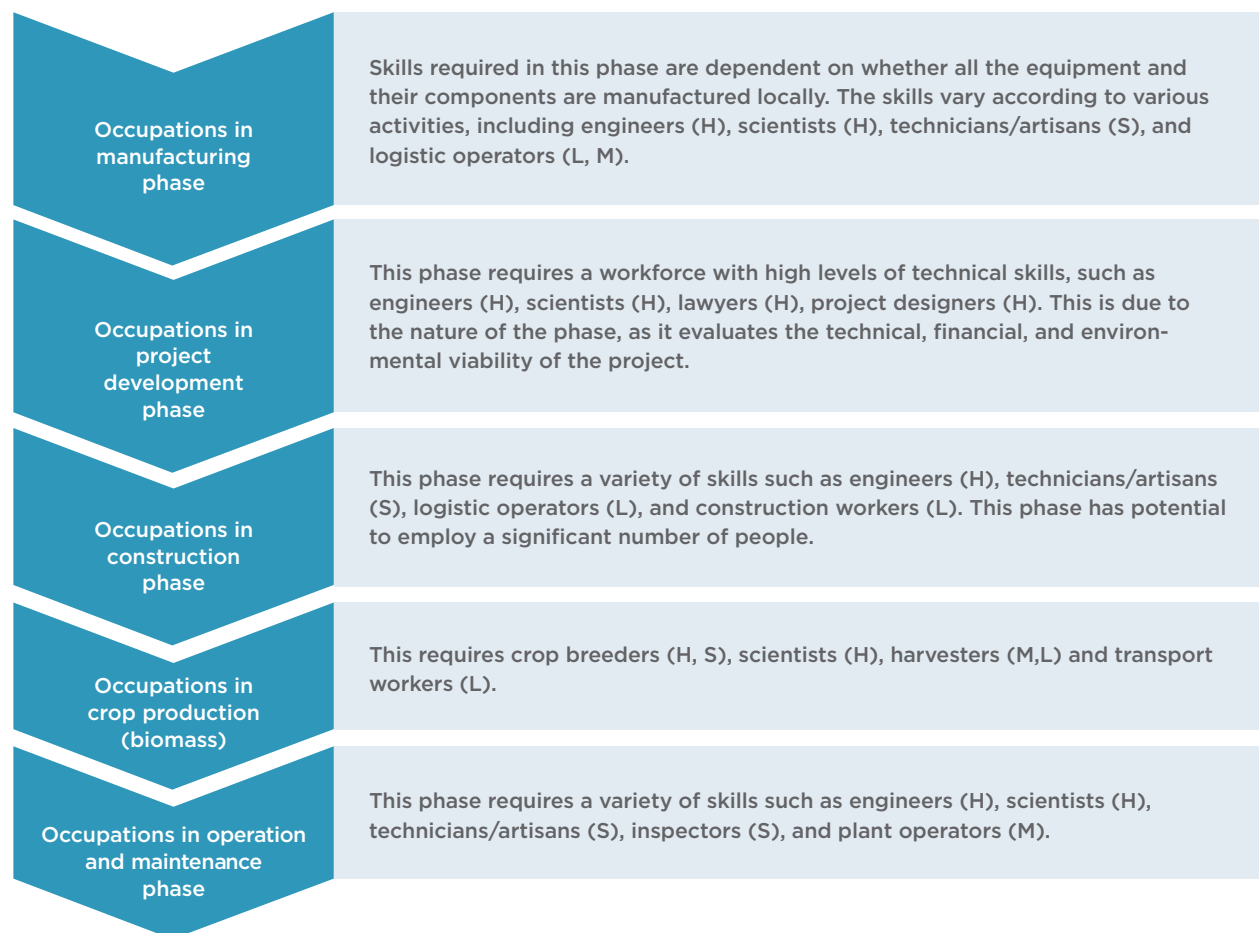 Occupations in
manufacturing
phase
Skills required in this phase are dependent on whether all the equipment and
their components are manufactured locally. The skills vary according to various
activities, including engineers (H), scientists (H), technicians/artisans (S), and
logistic operators (L, M).
Occupations in
project
development
phase
This phase requires a workforce with high levels of technical skills, such as
engineers (H), scientists (H), lawyers (H), project designers (H). This is due to
the nature of the phase, as it evaluates the technical, financial, and environ-
mental viability of the project.
Occupations in
construction
phase
This phase requires a variety of skills such as engineers (H), technicians/artisans
(S), logistic operators (L), and construction workers (L). This phase has potential
to employ a significant number of people.
Occupations in
crop production
(biomass)
This requires crop breeders (H, S), scientists (H), harvesters (M,L) and transport
workers (L).
Occupations in operation
and maintenance
phase
This phase requires a variety of skills such as engineers (H), scientists (H),
technicians/artisans (S), inspectors (S), and plant operators (M).